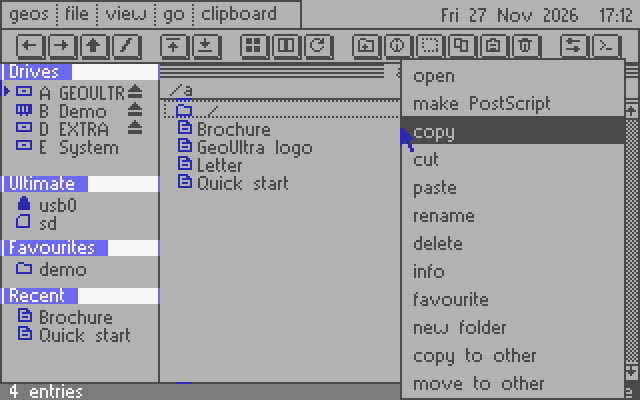 geos file view go clipboard Fri 27 Nov 2026 17:12
Drives
A GEOULTR
B Demo
D EXTRA
E System
Ultimate
usb0
sd
Favourites
demo
Recent
Brochure
Quick start
/a
/
Brochure
GeoUltra logo
Letter
Quick start
open
make PostScript
copy
cut
paste
rename
delete
info
favourite
new folder
copy to other
move to other
4 entries